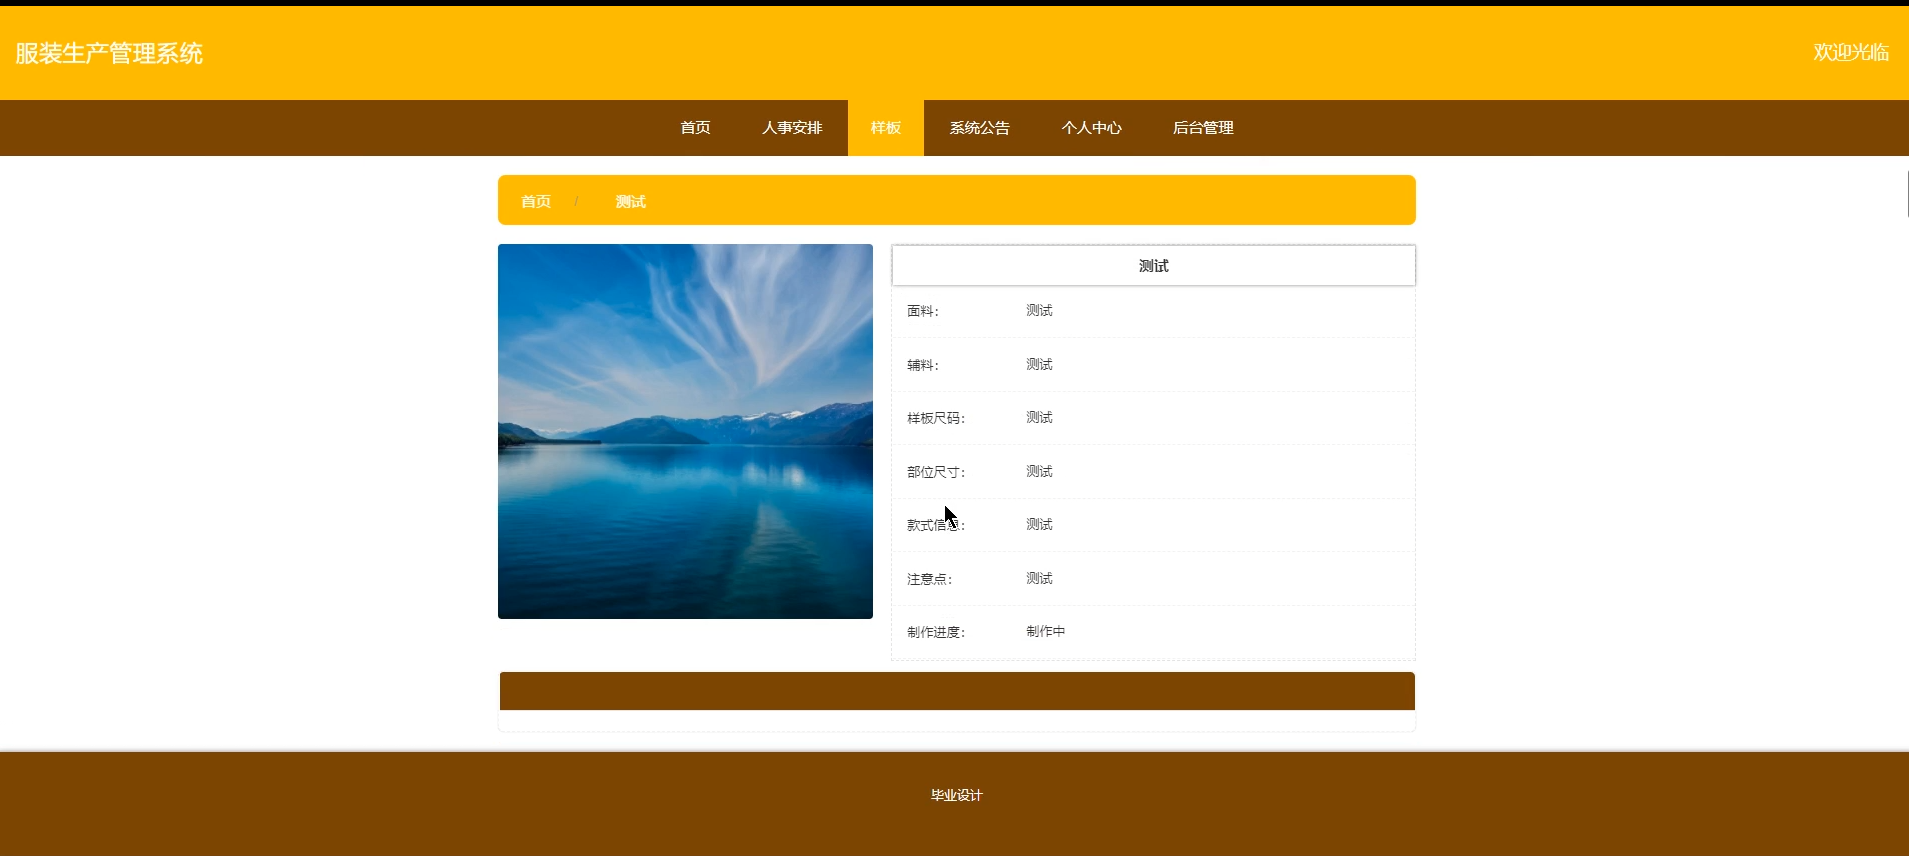 服装生产管理系统
欢迎光临
首页 人事安排 样板 系统公告 个人中心 后台管理
首页 / 测试
测试
面料： 测试
辅料： 测试
样板尺码： 测试
部位尺寸： 测试
款式信息： 测试
注意点： 测试
制作进度： 制作中
毕业设计